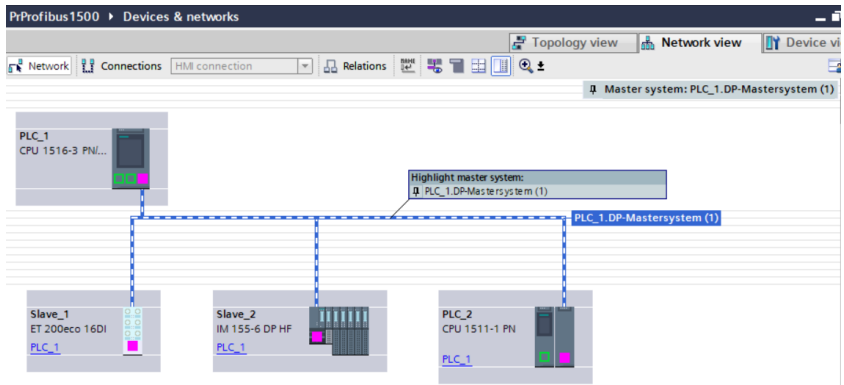 PrProfibus1500 ▸ Devices & networks
Topology view Network view Device vi
Network Connections HMI connection Relations
Master system: PLC_1.DP-Mastersystem (1)
PLC_1
CPU 1516-3 PN/...
Highlight master system:
PLC_1.DP-Mastersystem (1)
PLC_1.DP-Mastersystem (1)
Slave_1
ET 200eco 16DI
PLC_1
Slave_2
IM 155-6 DP HF
PLC_1
PLC_2
CPU 1511-1 PN
PLC_1